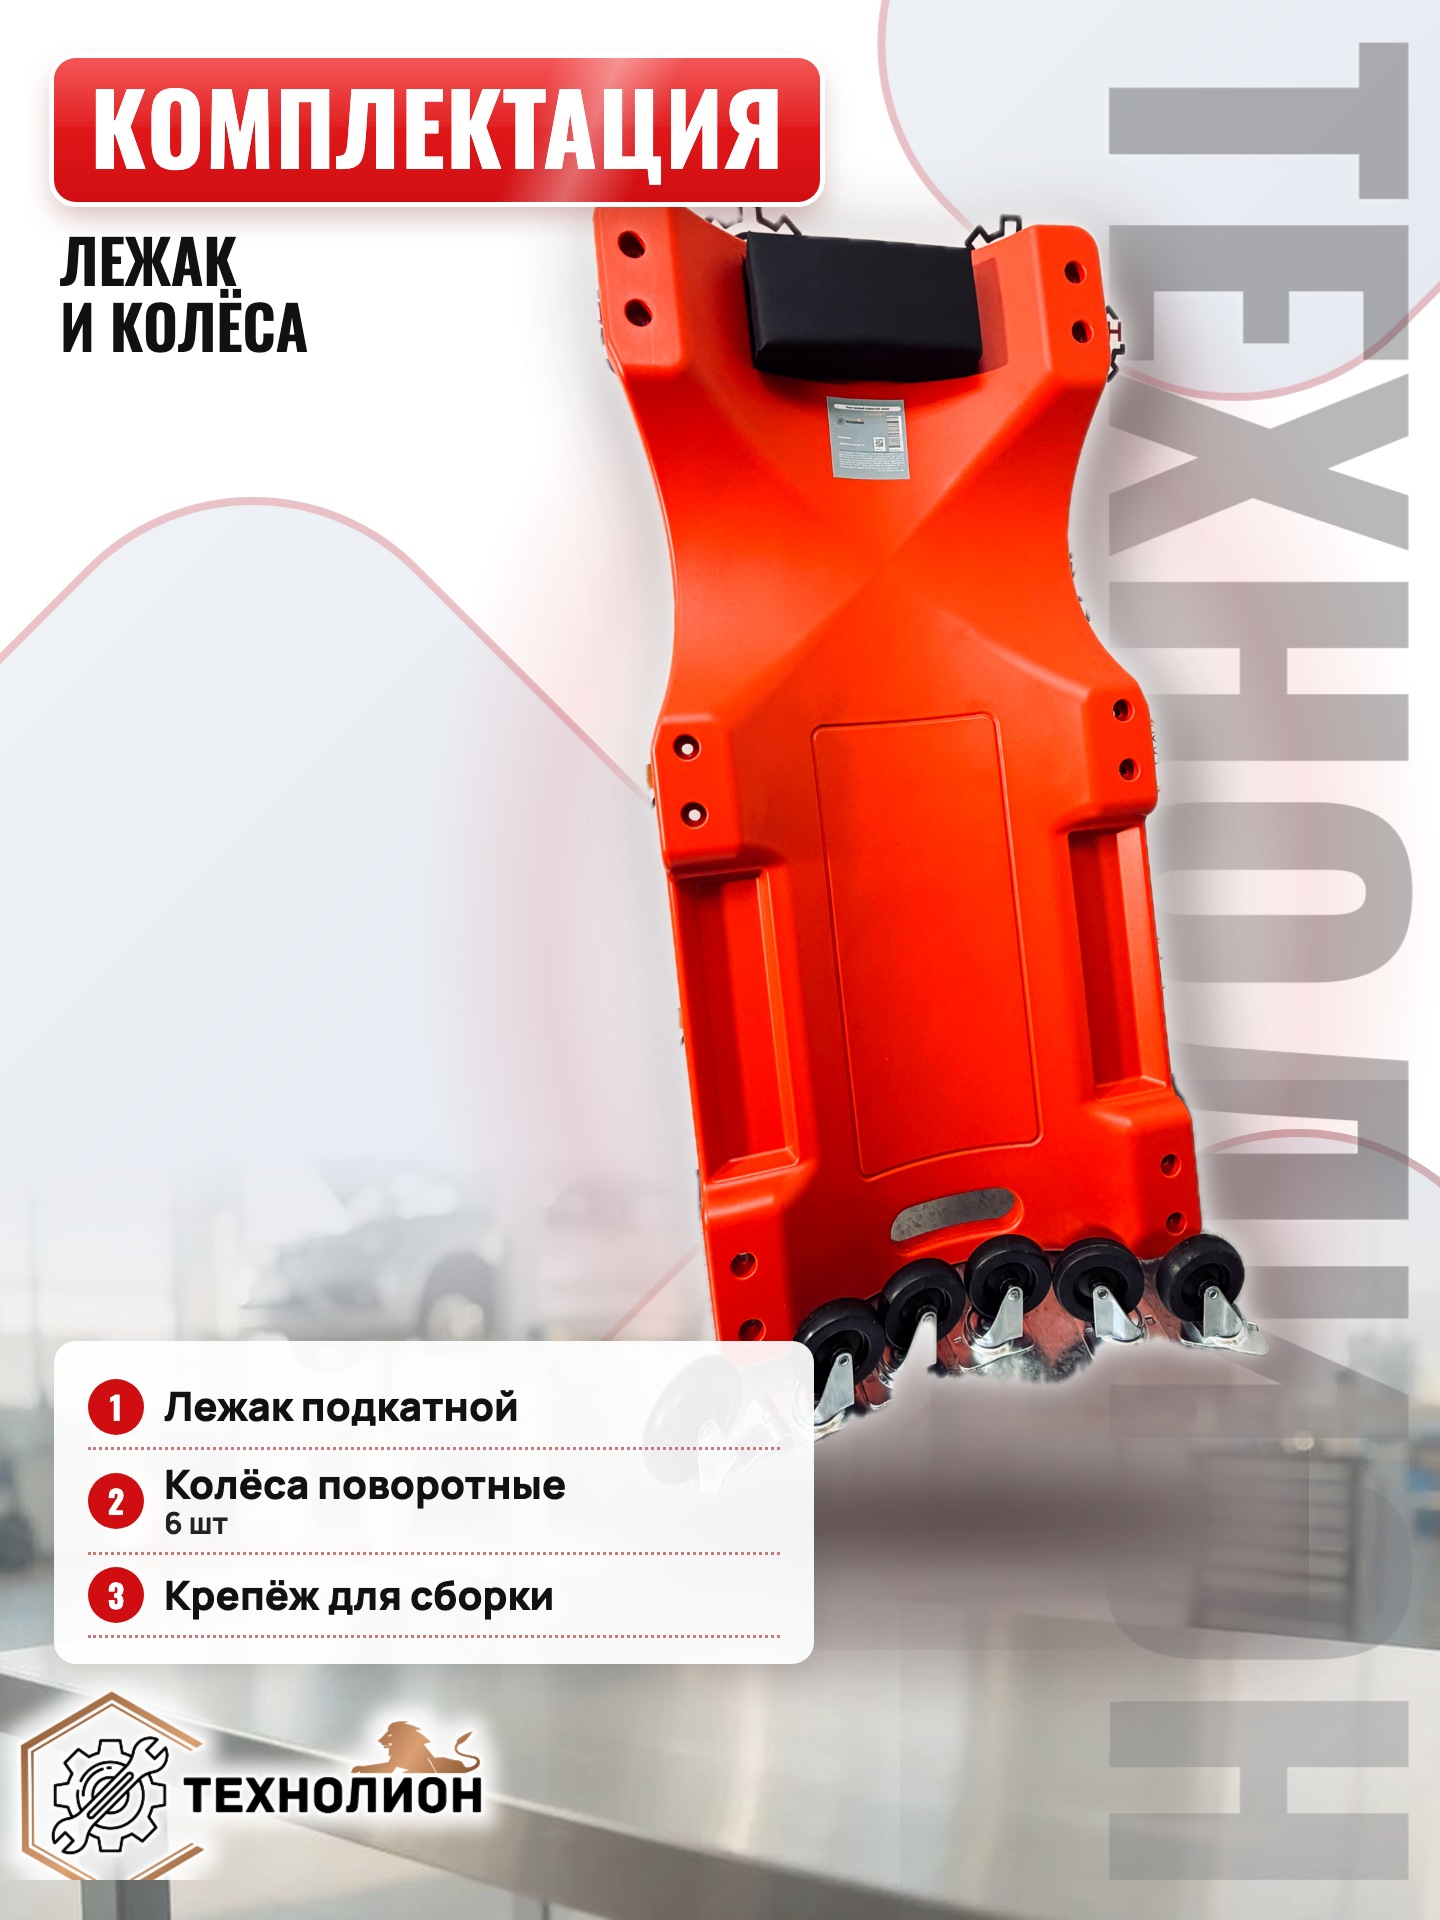 КОМПЛЕКТАЦИЯ
ЛЕЖАК
И КОЛЁСА
ТЕХНОЛИОН
1 Лежак подкатной
2 Колёса поворотные
6 шт
3 Крепёж для сборки
ТЕХНОЛИОН